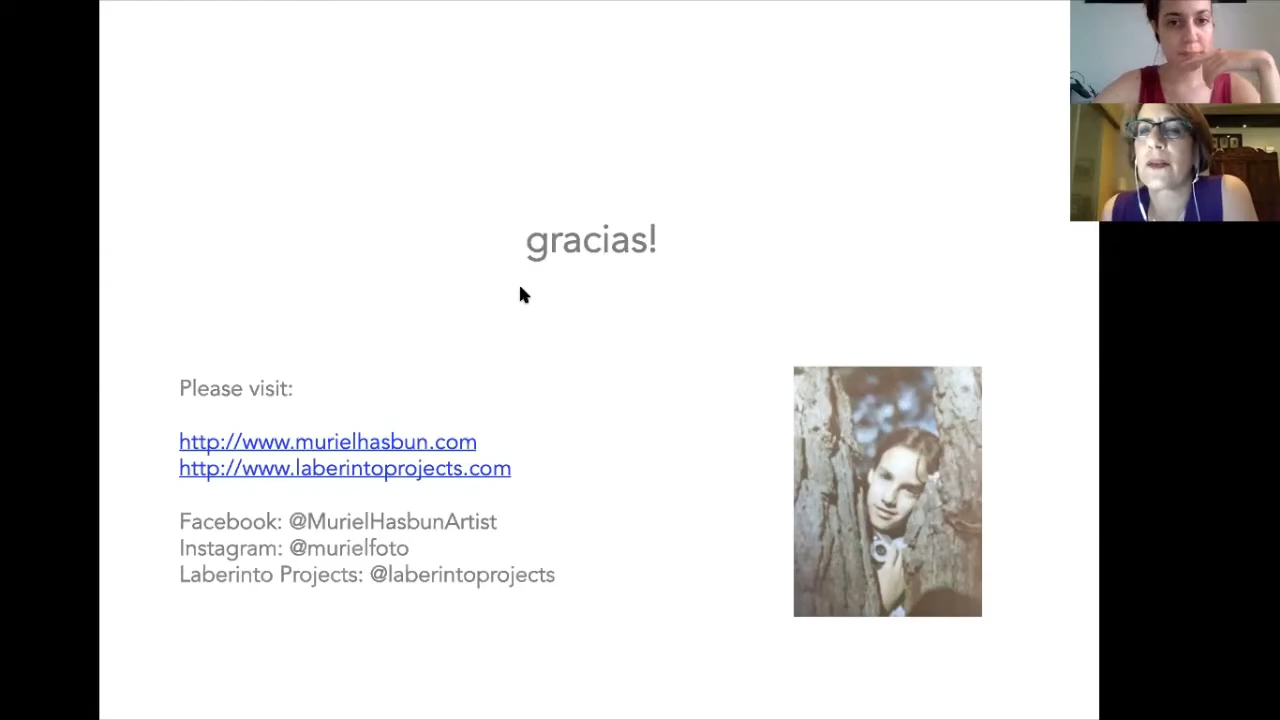 gracias!
Please visit:
http://www.murielhasbun.com
http://www.laberintoprojects.com
Facebook: @MurielHasbunArtist
Instagram: @murielfoto
Laberinto Projects: @laberintoprojects